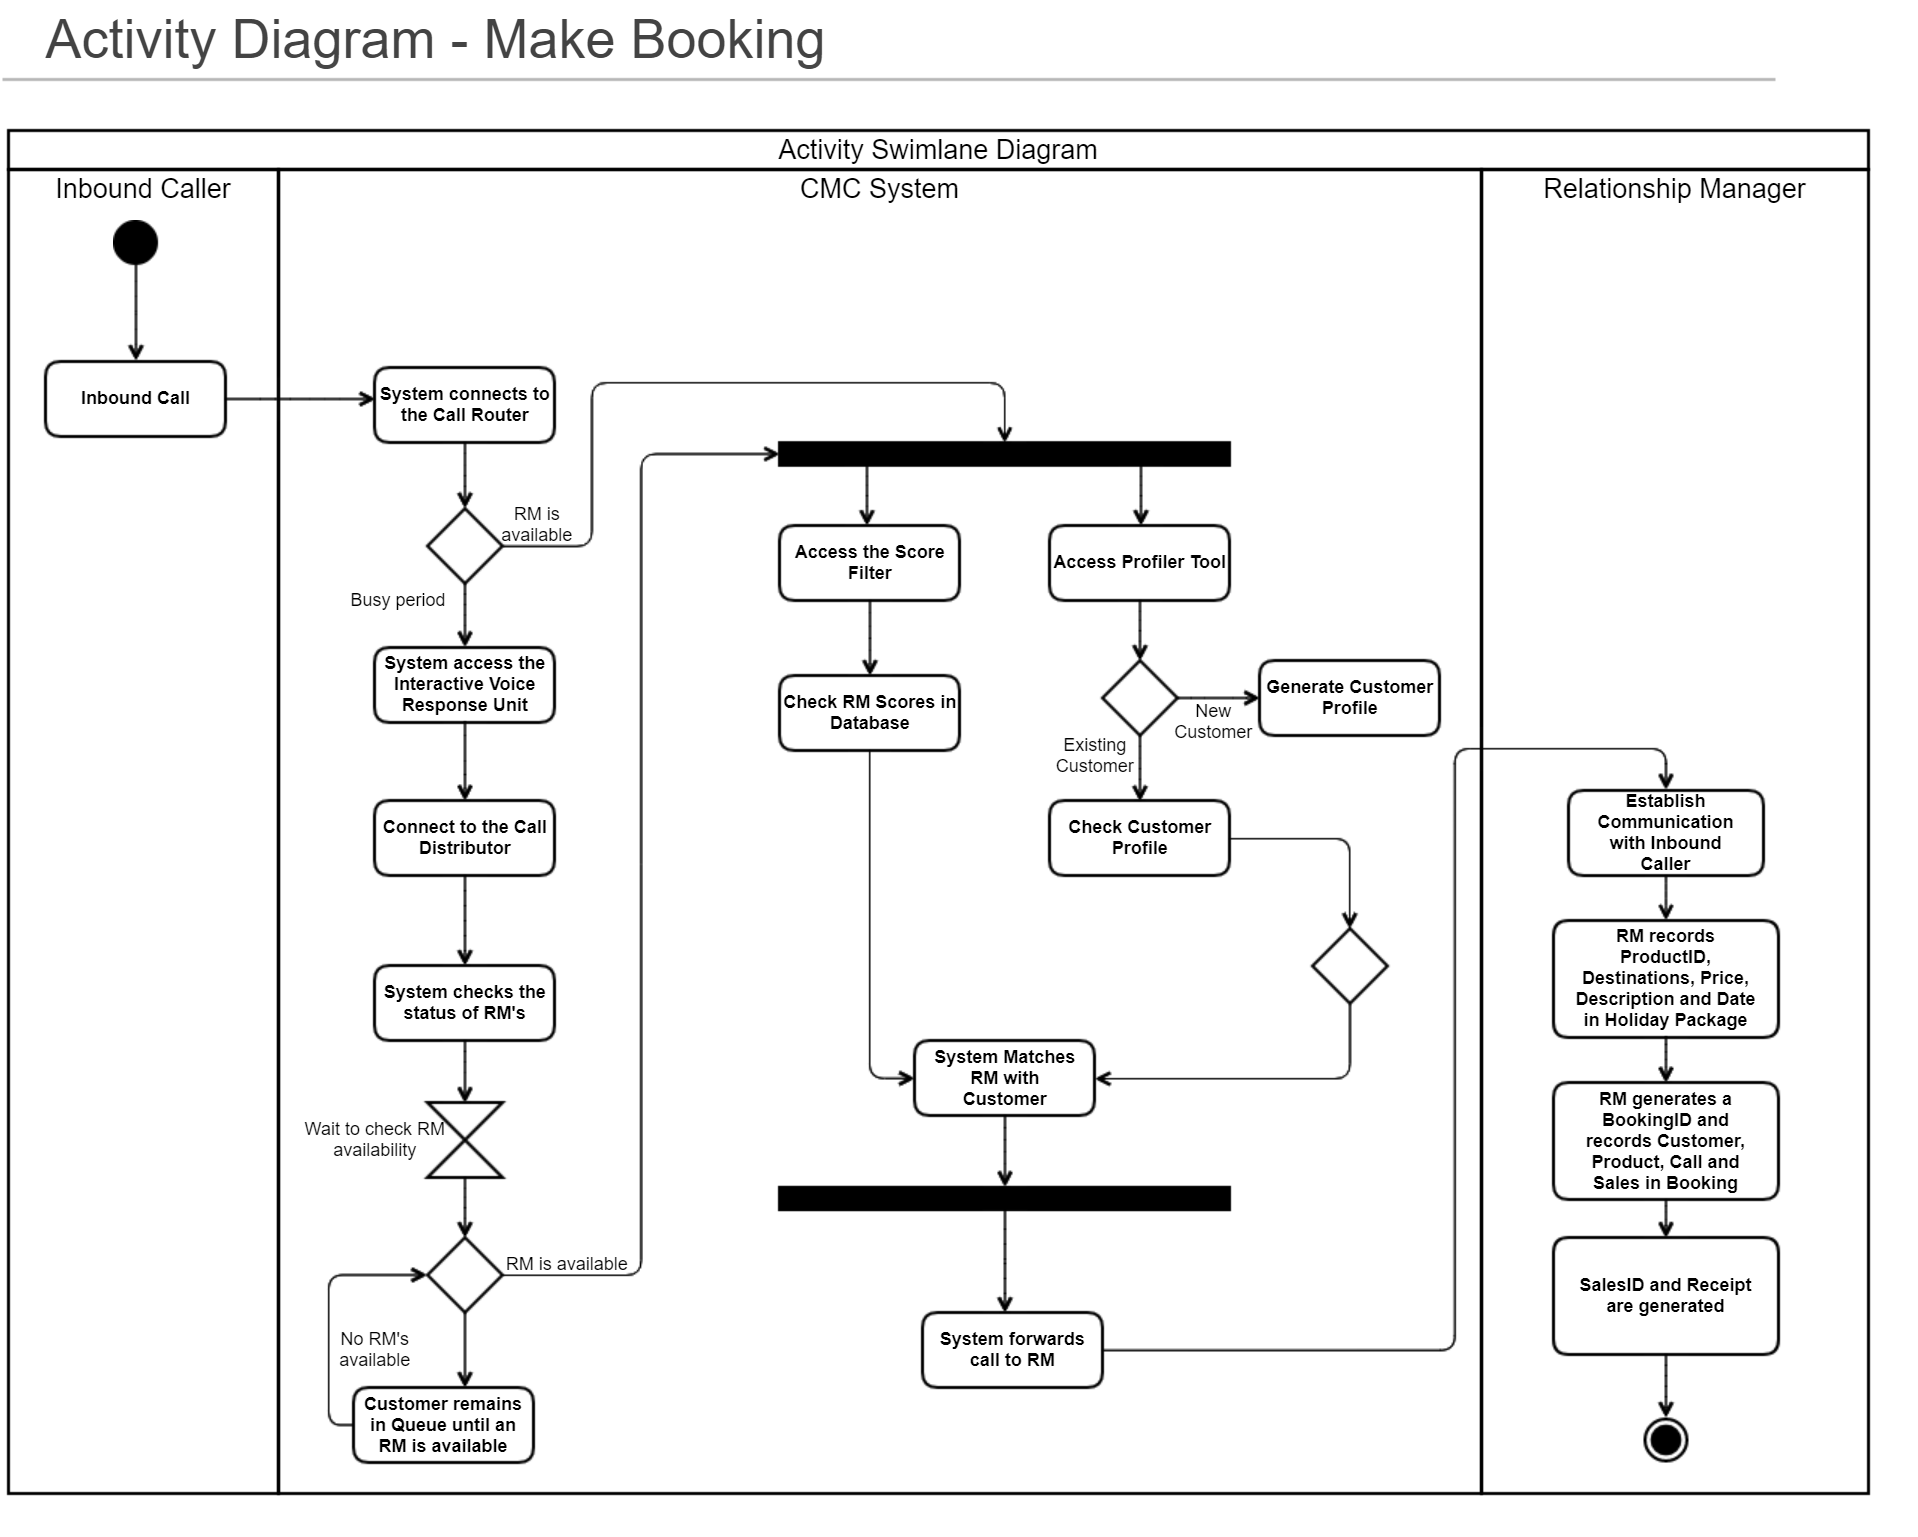 Activity Diagram - Make Booking
Activity Swimlane Diagram
Inbound Caller
CMC System
Relationship Manager
Inbound Call
System connects to
the Call Router
RM is
available
Busy period
System access the
Interactive Voice
Response Unit
Connect to the Call
Distributor
System checks the
status of RM's
Wait to check RM
availability
RM is available
No RM's
available
Customer remains
in Queue until an
RM is available
Access the Score
Filter
Check RM Scores in
Database
Access Profiler Tool
New
Customer
Generate Customer
Profile
Existing
Customer
Check Customer
Profile
System Matches
RM with
Customer
System forwards
call to RM
Establish
Communication
with Inbound
Caller
RM records
ProductID,
Destinations, Price,
Description and Date
in Holiday Package
RM generates a
BookingID and
records Customer,
Product, Call and
Sales in Booking
SalesID and Receipt
are generated